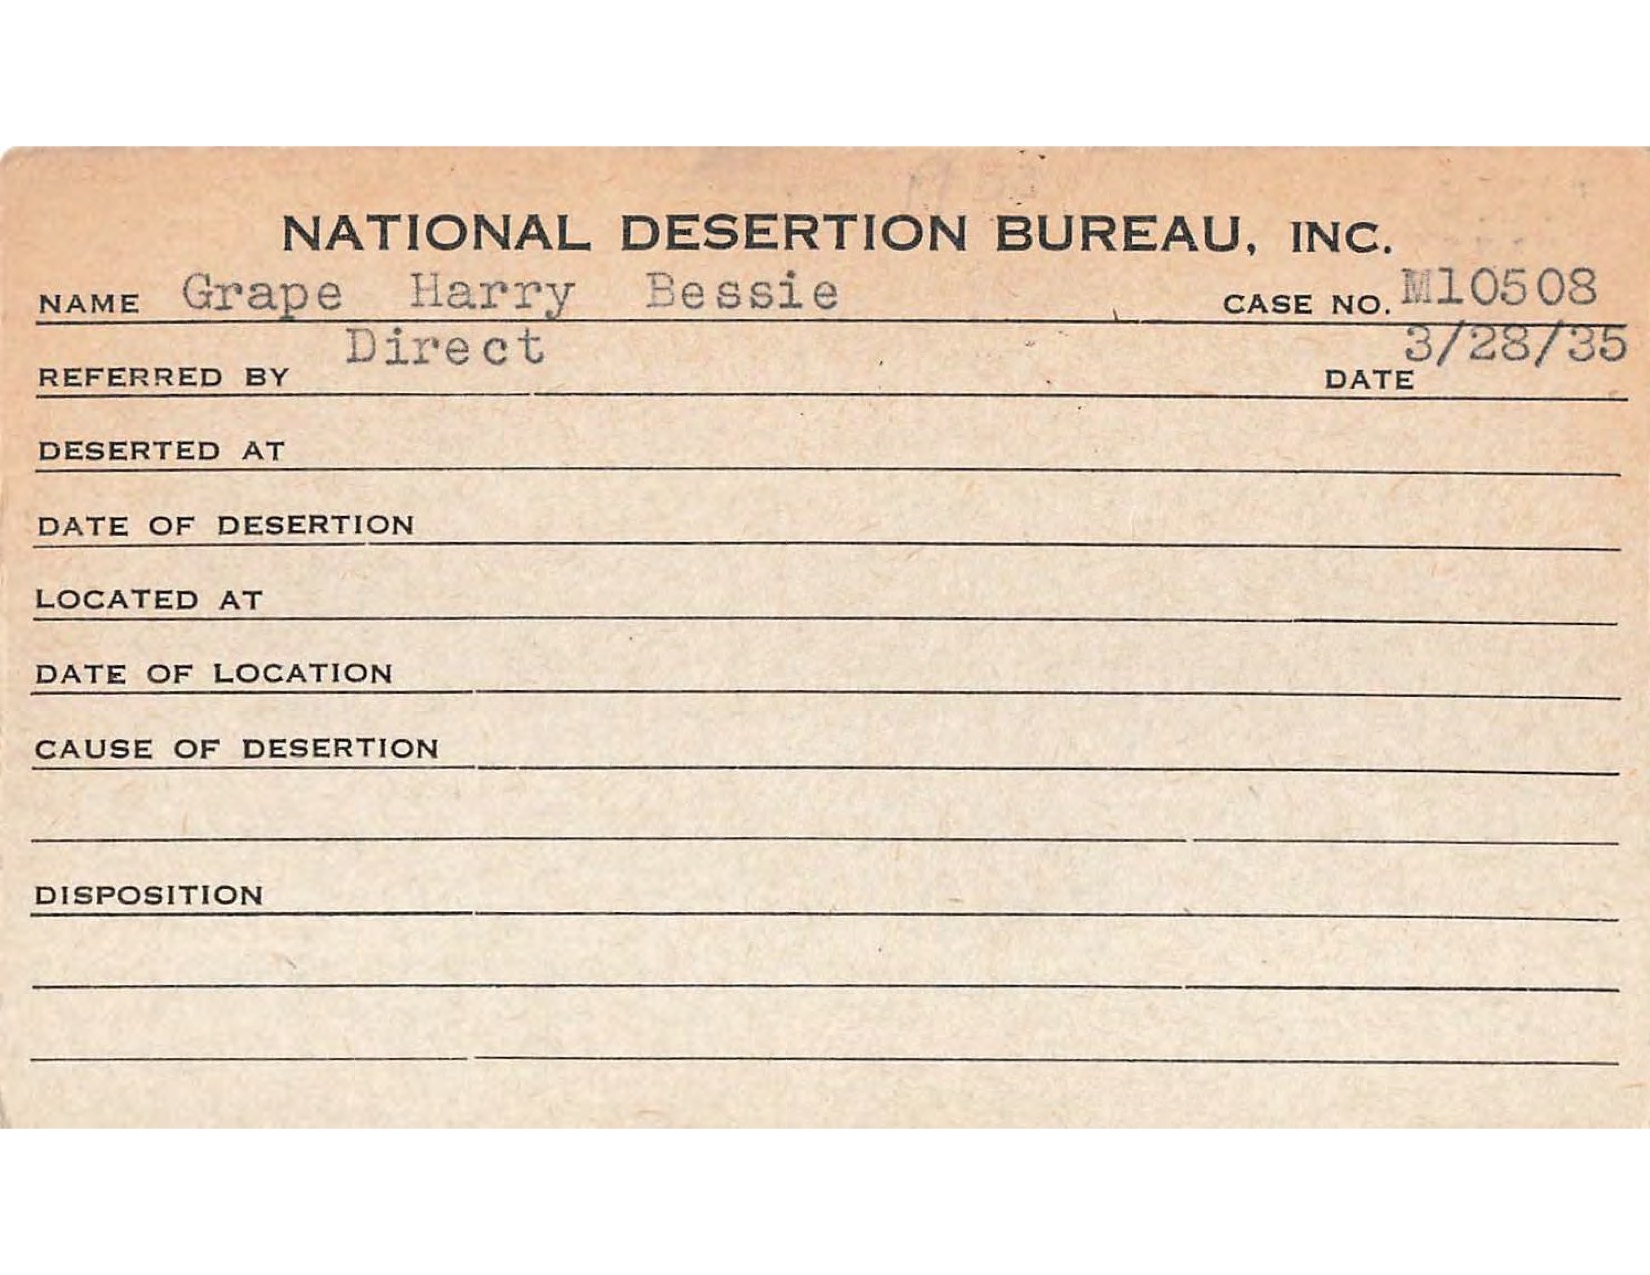 NATIONAL DESERTION BUREAU, INC.
NAME Grape Harry Bessie CASE NO. M10508
REFERRED BY Direct DATE 3/28/35
DESERTED AT
DATE OF DESERTION
LOCATED AT
DATE OF LOCATION
CAUSE OF DESERTION
DISPOSITION